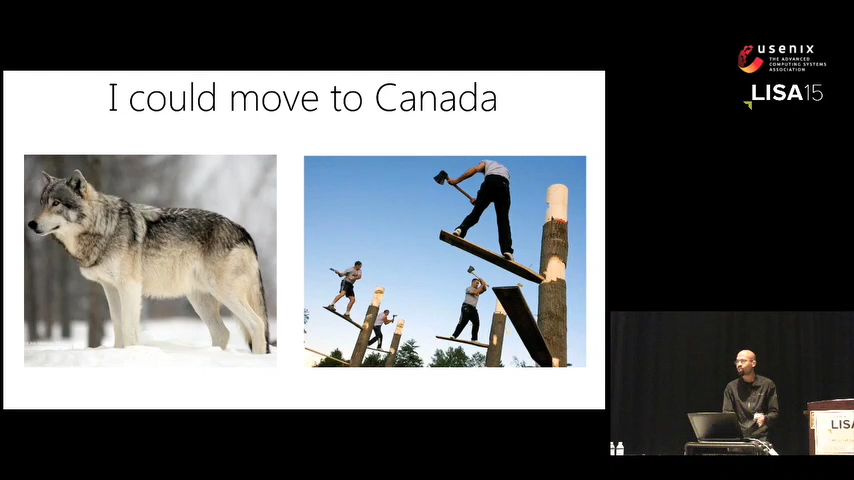 I could move to Canada
usenix
THE ADVANCED
COMPUTING SYSTEMS
ASSOCIATION
LISA15
LISA